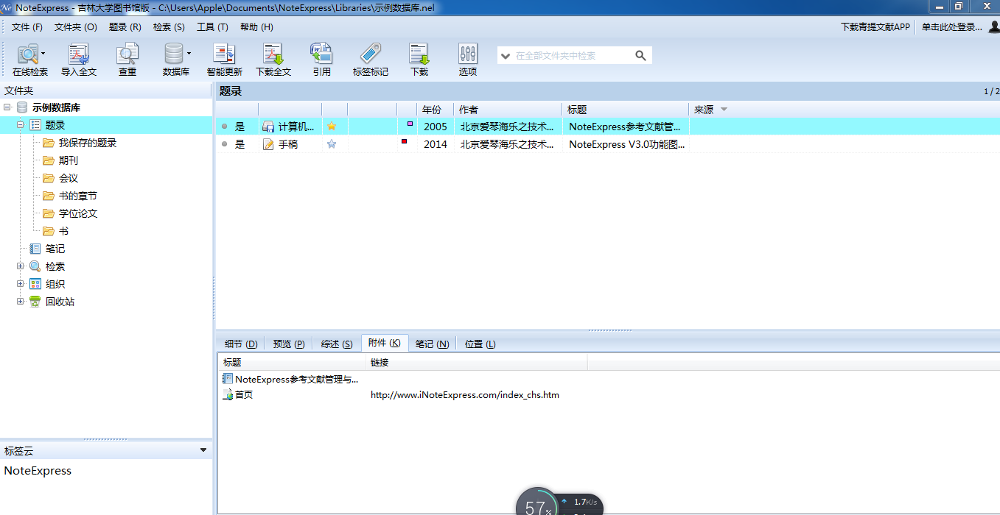 NoteExpress - 吉林大学图书馆版 - C:\Users\Apple\Documents\NoteExpress\Libraries\示例数据库.nel
文件 (F) 文件夹 (O) 题录 (R) 检索 (S) 工具 (T) 帮助 (H) 下载青提文献APP 单击此处登录...
在线检索 导入全文 查重 数据库 智能更新 下载全文 引用 标签标记 下载 选项 在全部文件夹中检索
文件夹 题录 1 / 2
示例数据库
题录
我保存的题录
期刊
会议
书的章节
学位论文
书
笔记
检索
组织
回收站
年份 作者 标题 来源
是 计算机... 2005 北京爱琴海乐之技术... NoteExpress参考文献管...
是 手稿 2014 北京爱琴海乐之技术... NoteExpress V3.0功能图...
细节 (D) 预览 (P) 综述 (S) 附件 (K) 笔记 (N) 位置 (L)
标题 链接
NoteExpress参考文献管理与...
首页 http://www.iNoteExpress.com/index_chs.htm
标签云
NoteExpress
57% 1.7K/s